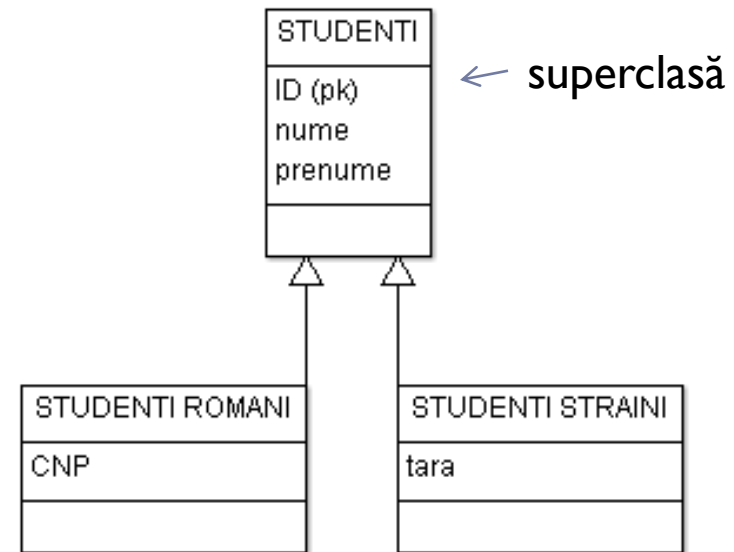 STUDENTI
superclasă
ID (pk)
nume
prenume
STUDENTI ROMANI
CNP
STUDENTI STRAINI
tara